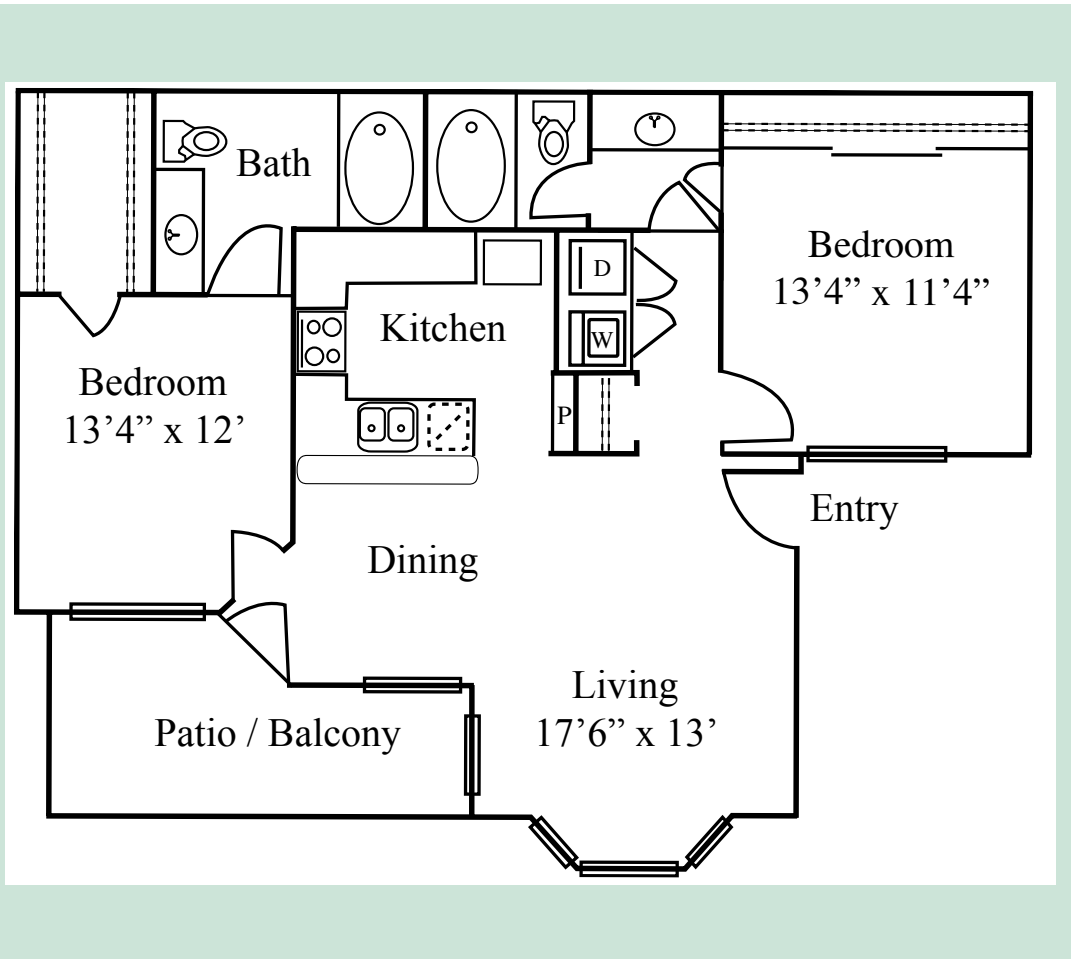 Bath
D
Bedroom
13’4” x 11’4”
Kitchen
W
Bedroom
13’4” x 12’
P
Entry
Dining
Living
17’6” x 13’
Patio / Balcony